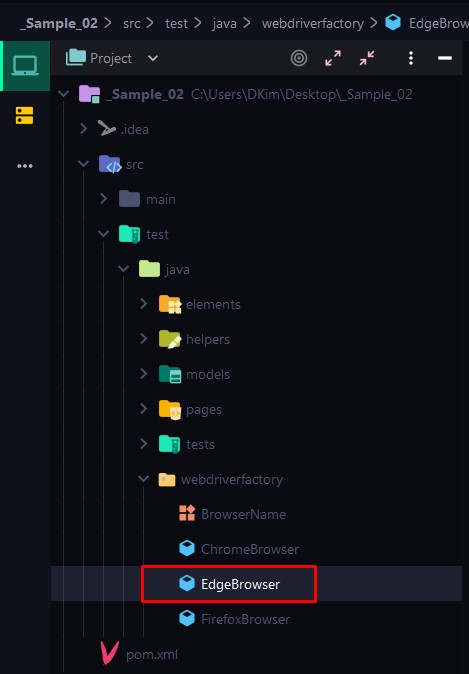 _Sample_02 > src > test > java > webdriverfactory > EdgeBrows
Project
_Sample_02 C:\Users\DKim\Desktop\_Sample_02
.idea
src
main
test
java
elements
helpers
models
pages
tests
webdriverfactory
BrowserName
ChromeBrowser
EdgeBrowser
FirefoxBrowser
pom.xml